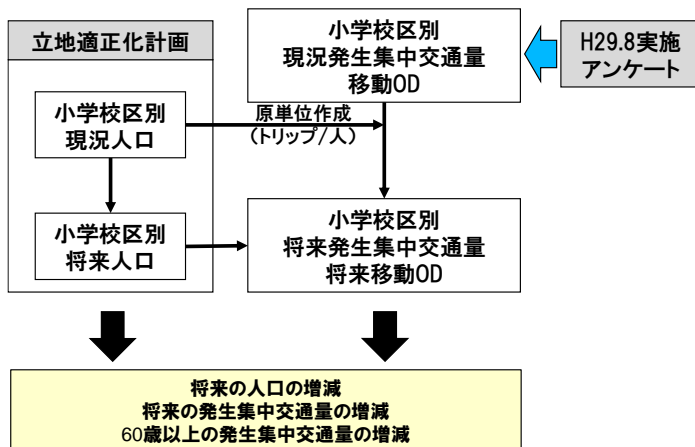 立地適正化計画
小学校区別
現況人口
小学校区別
将来人口
小学校区別
現況発生集中交通量
移動OD
H29.8実施
アンケート
原単位作成
(トリップ/人)
小学校区別
将来発生集中交通量
将来移動OD
将来の人口の増減
将来の発生集中交通量の増減
60歳以上の発生集中交通量の増減